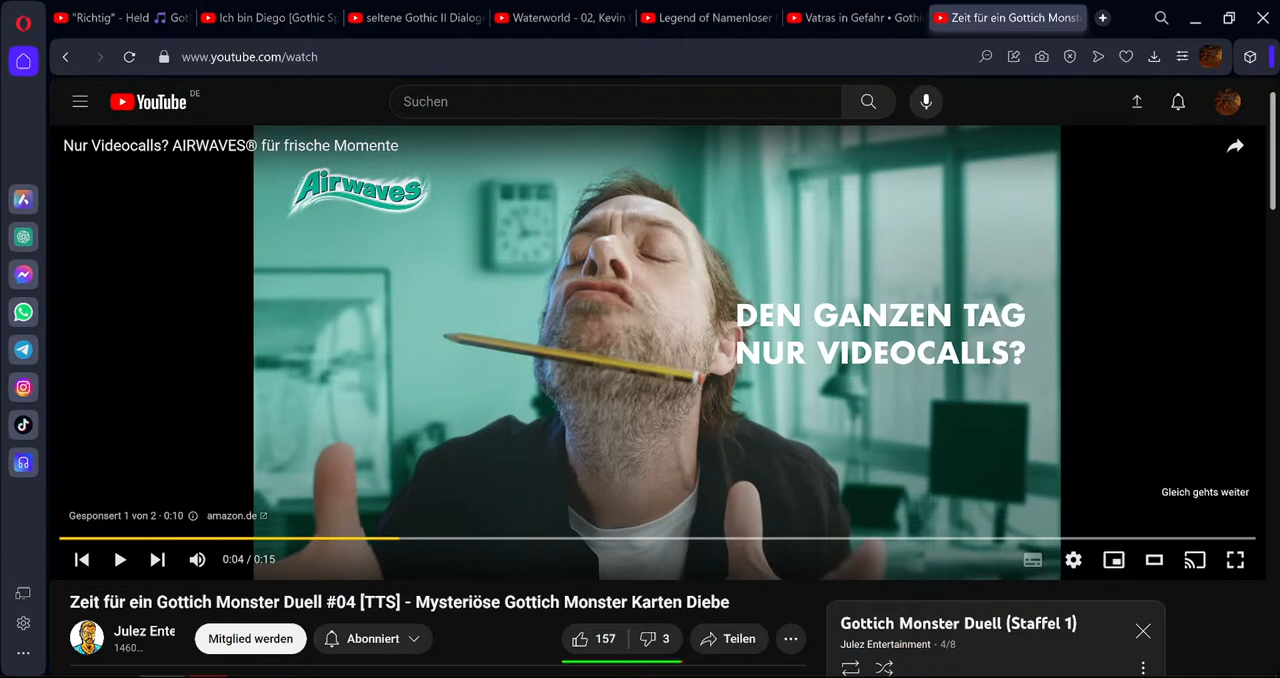 "Richtig" - Held 🎵 Got
Ich bin Diego [Gothic Sp
seltene Gothic II Dialoge
Waterworld - 02, Kevin
Legend of Namenloser
Vatras in Gefahr • Gothi
Zeit für ein Gottich Monst
www.youtube.com/watch
YouTube DE
Suchen
Nur Videocalls? AIRWAVES® für frische Momente
Airwaves
DEN GANZEN TAG
NUR VIDEOCALLS?
Gleich gehts weiter
Gesponsert 1 von 2 · 0:10 amazon.de
0:04 / 0:15
Zeit für ein Gottich Monster Duell #04 [TTS] - Mysteriöse Gottich Monster Karten Diebe
Julez Ente
1460...
Mitglied werden
Abonniert
157
3
Teilen
Gottich Monster Duell (Staffel 1)
Julez Entertainment - 4/8